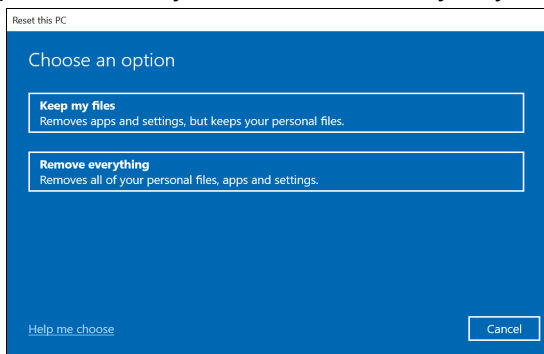 Reset this PC
Choose an option
Keep my files
Removes apps and settings, but keeps your personal files.
Remove everything
Removes all of your personal files, apps and settings.
Help me choose
Cancel